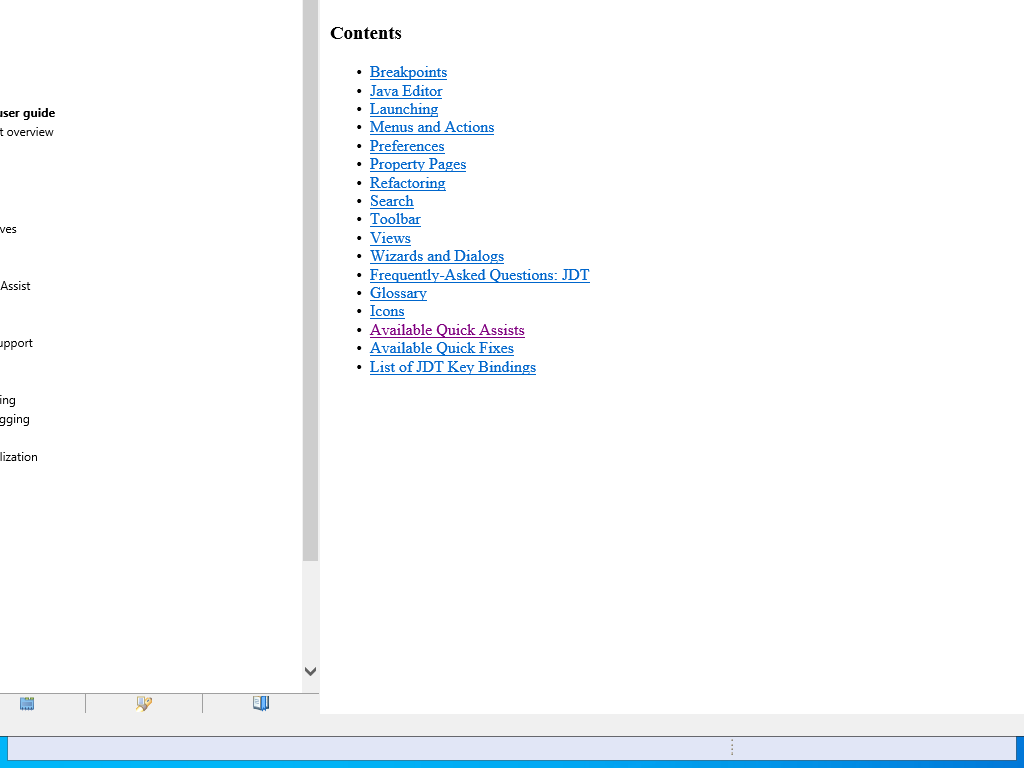 Contents
• Breakpoints
• Java Editor
• Launching
• Menus and Actions
• Preferences
• Property Pages
• Refactoring
• Search
• Toolbar
• Views
• Wizards and Dialogs
• Frequently-Asked Questions: JDT
• Glossary
• Icons
• Available Quick Assists
• Available Quick Fixes
• List of JDT Key Bindings
user guide
t overview
ves
Assist
upport
ing
gging
lization